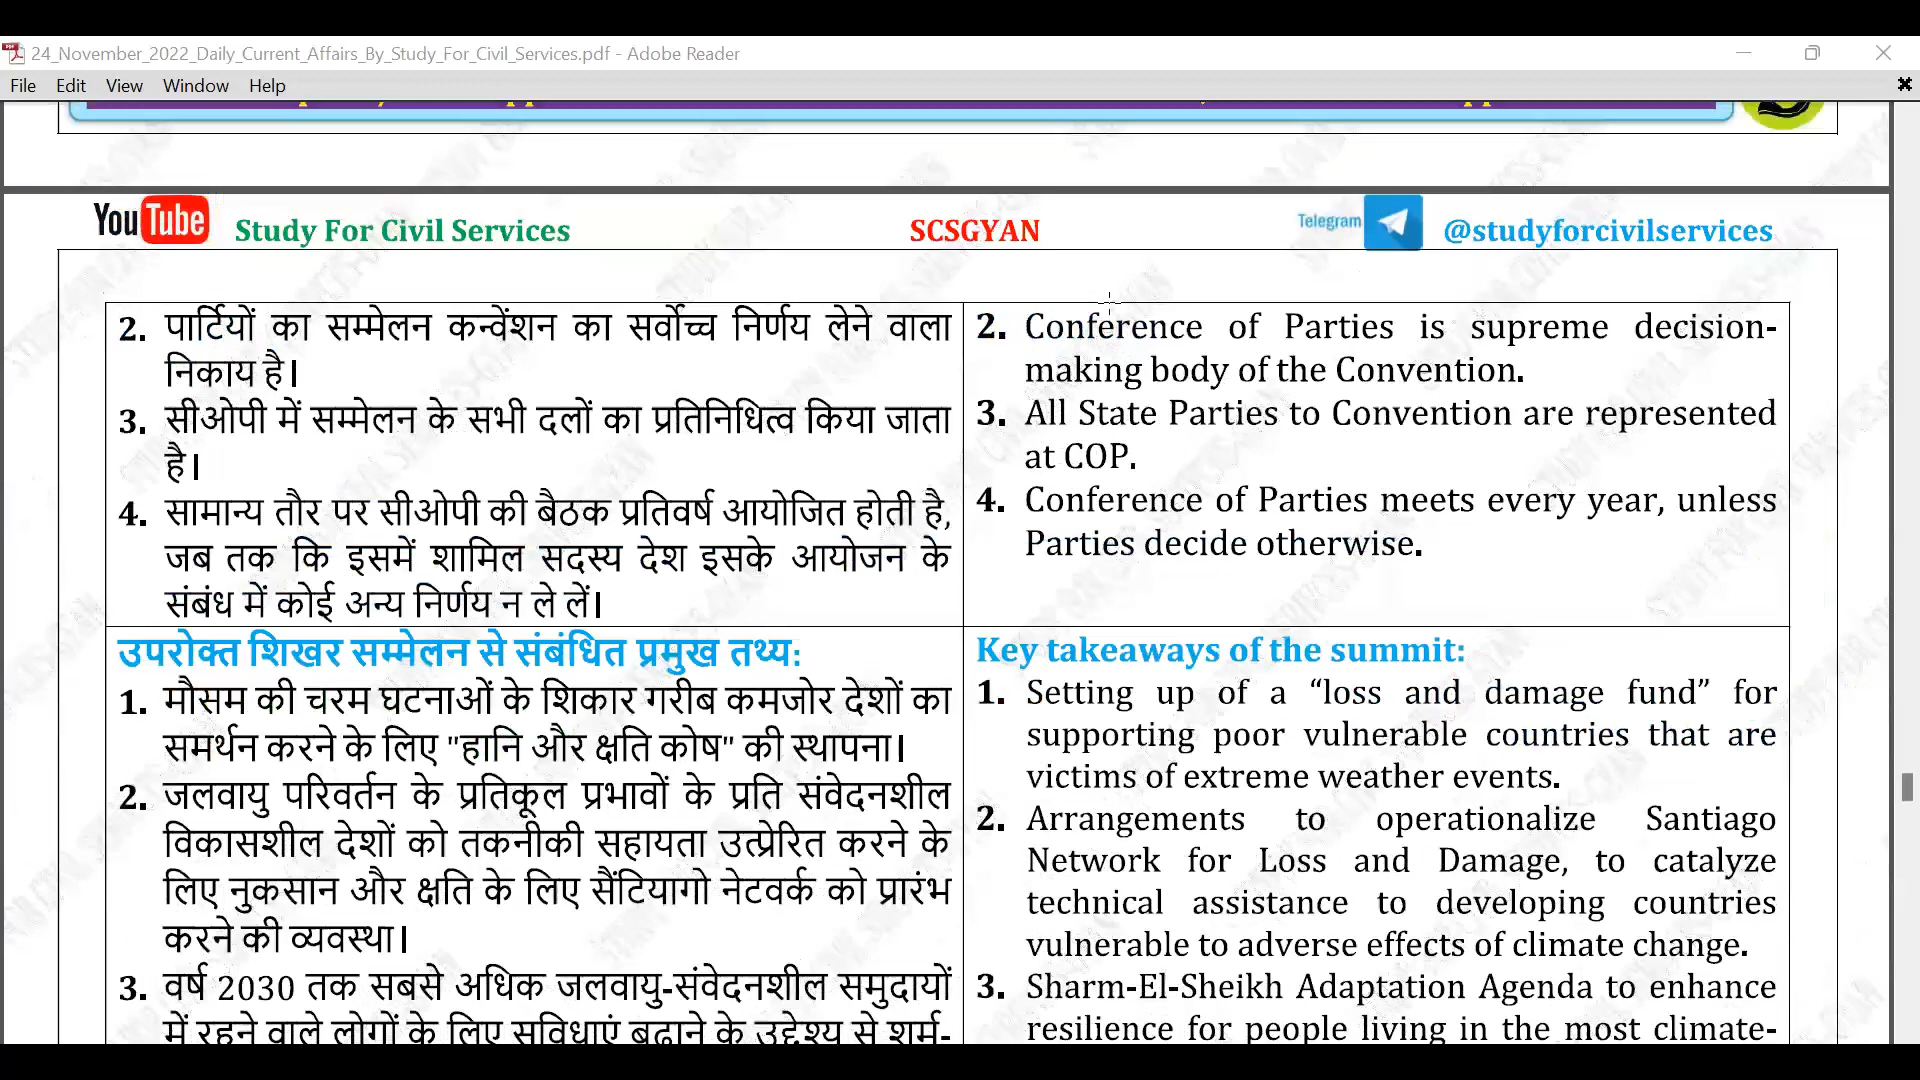 24_November_2022_Daily_Current_Affairs_By_Study_For_Civil_Services.pdf - Adobe Reader
File Edit View Window Help
YouTube Study For Civil Services SCSGYAN Telegram @studyforcivilservices
2. पार्टियों का सम्मेलन कन्वेंशन का सर्वोच्च निर्णय लेने वाला
निकाय है।
3. सीओपी में सम्मेलन के सभी दलों का प्रतिनिधित्व किया जाता
है।
4. सामान्य तौर पर सीओपी की बैठक प्रतिवर्ष आयोजित होती है,
जब तक कि इसमें शामिल सदस्य देश इसके आयोजन के
संबंध में कोई अन्य निर्णय न ले लें।
2. Conference of Parties is supreme decision-
making body of the Convention.
3. All State Parties to Convention are represented
at COP.
4. Conference of Parties meets every year, unless
Parties decide otherwise.
उपरोक्त शिखर सम्मेलन से संबंधित प्रमुख तथ्य:
1. मौसम की चरम घटनाओं के शिकार गरीब कमजोर देशों का
समर्थन करने के लिए "हानि और क्षति कोष" की स्थापना।
2. जलवायु परिवर्तन के प्रतिकूल प्रभावों के प्रति संवेदनशील
विकासशील देशों को तकनीकी सहायता उत्प्रेरित करने के
लिए नुकसान और क्षति के लिए सैंटियागो नेटवर्क को प्रारंभ
करने की व्यवस्था।
3. वर्ष 2030 तक सबसे अधिक जलवायु-संवेदनशील समुदायों
में रहने वाले लोगों के लिए सुविधाएं बढ़ाने के उद्देश्य से शर्म-
Key takeaways of the summit:
1. Setting up of a “loss and damage fund” for
supporting poor vulnerable countries that are
victims of extreme weather events.
2. Arrangements to operationalize Santiago
Network for Loss and Damage, to catalyze
technical assistance to developing countries
vulnerable to adverse effects of climate change.
3. Sharm-El-Sheikh Adaptation Agenda to enhance
resilience for people living in the most climate-